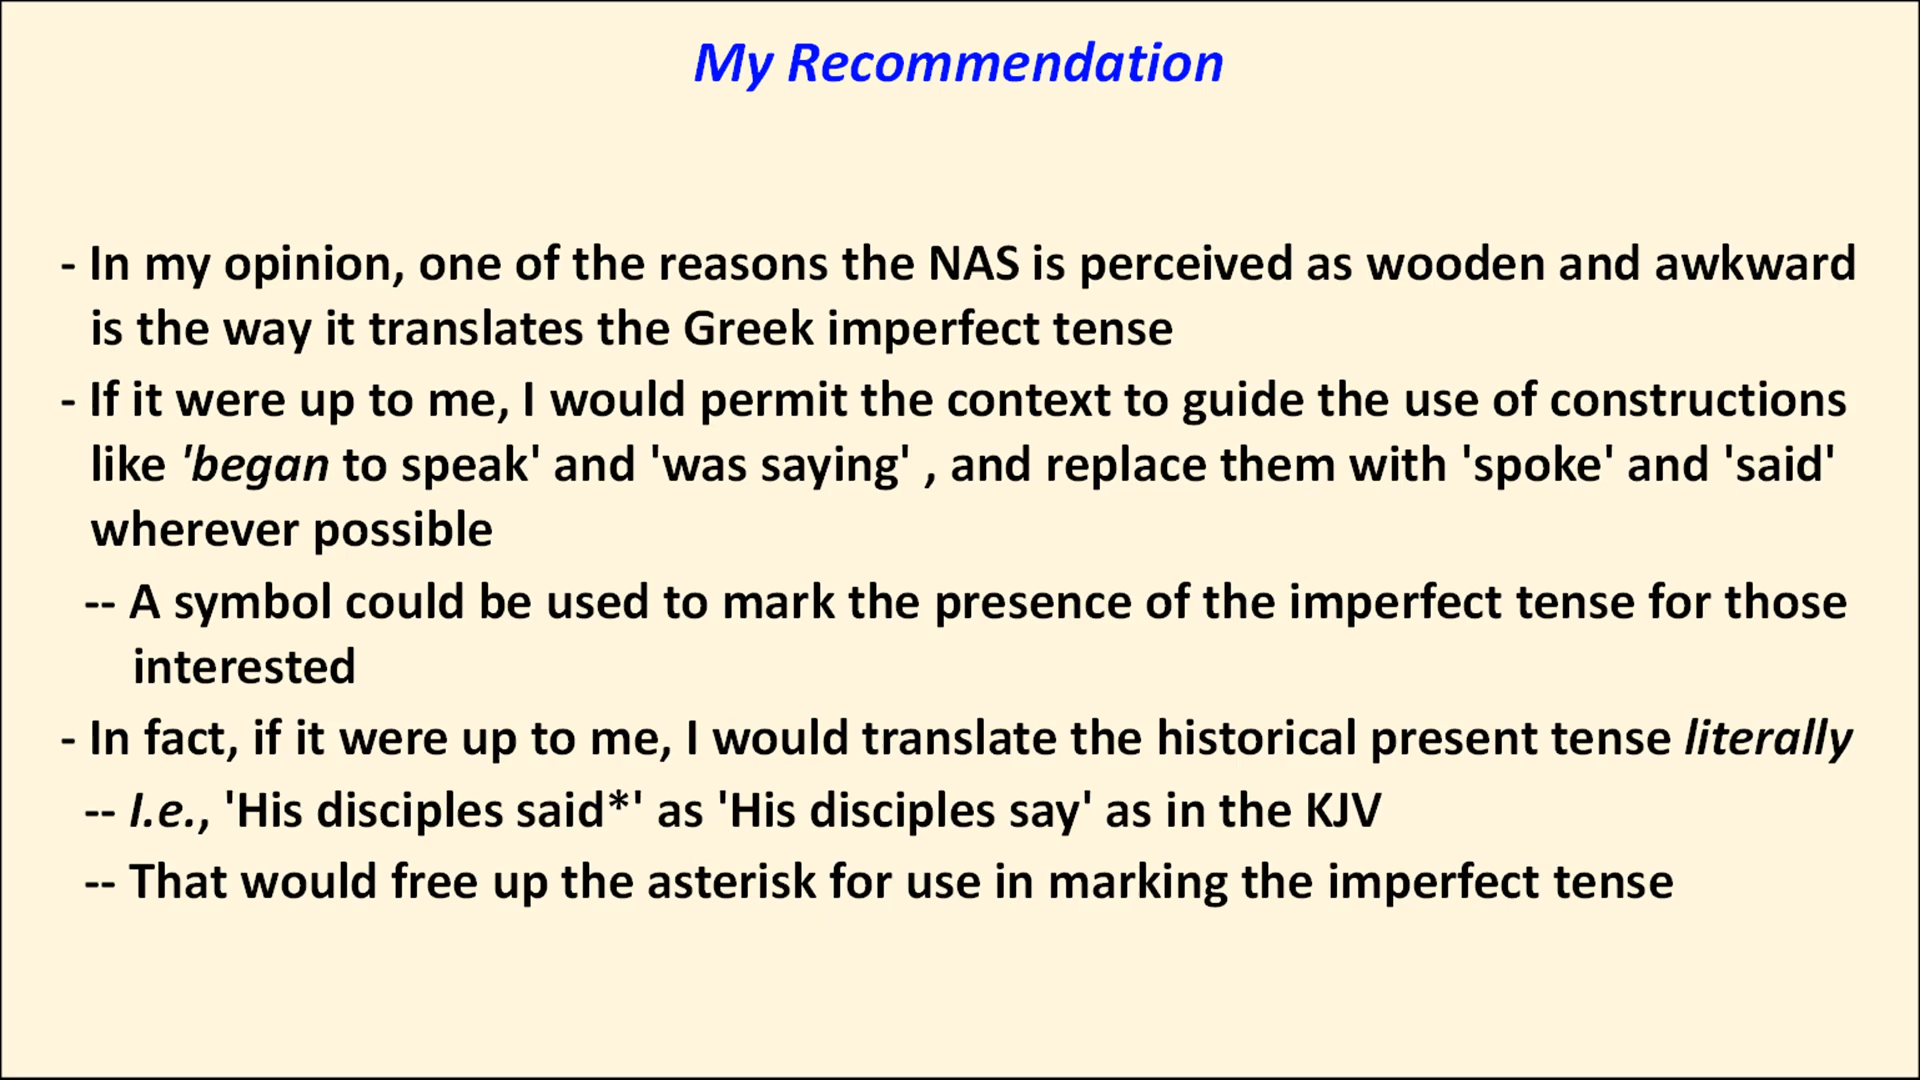 My Recommendation
- In my opinion, one of the reasons the NAS is perceived as wooden and awkward
is the way it translates the Greek imperfect tense
- If it were up to me, I would permit the context to guide the use of constructions
like 'began to speak' and 'was saying' , and replace them with 'spoke' and 'said'
wherever possible
-- A symbol could be used to mark the presence of the imperfect tense for those
interested
- In fact, if it were up to me, I would translate the historical present tense literally
-- I.e., 'His disciples said*' as 'His disciples say' as in the KJV
-- That would free up the asterisk for use in marking the imperfect tense